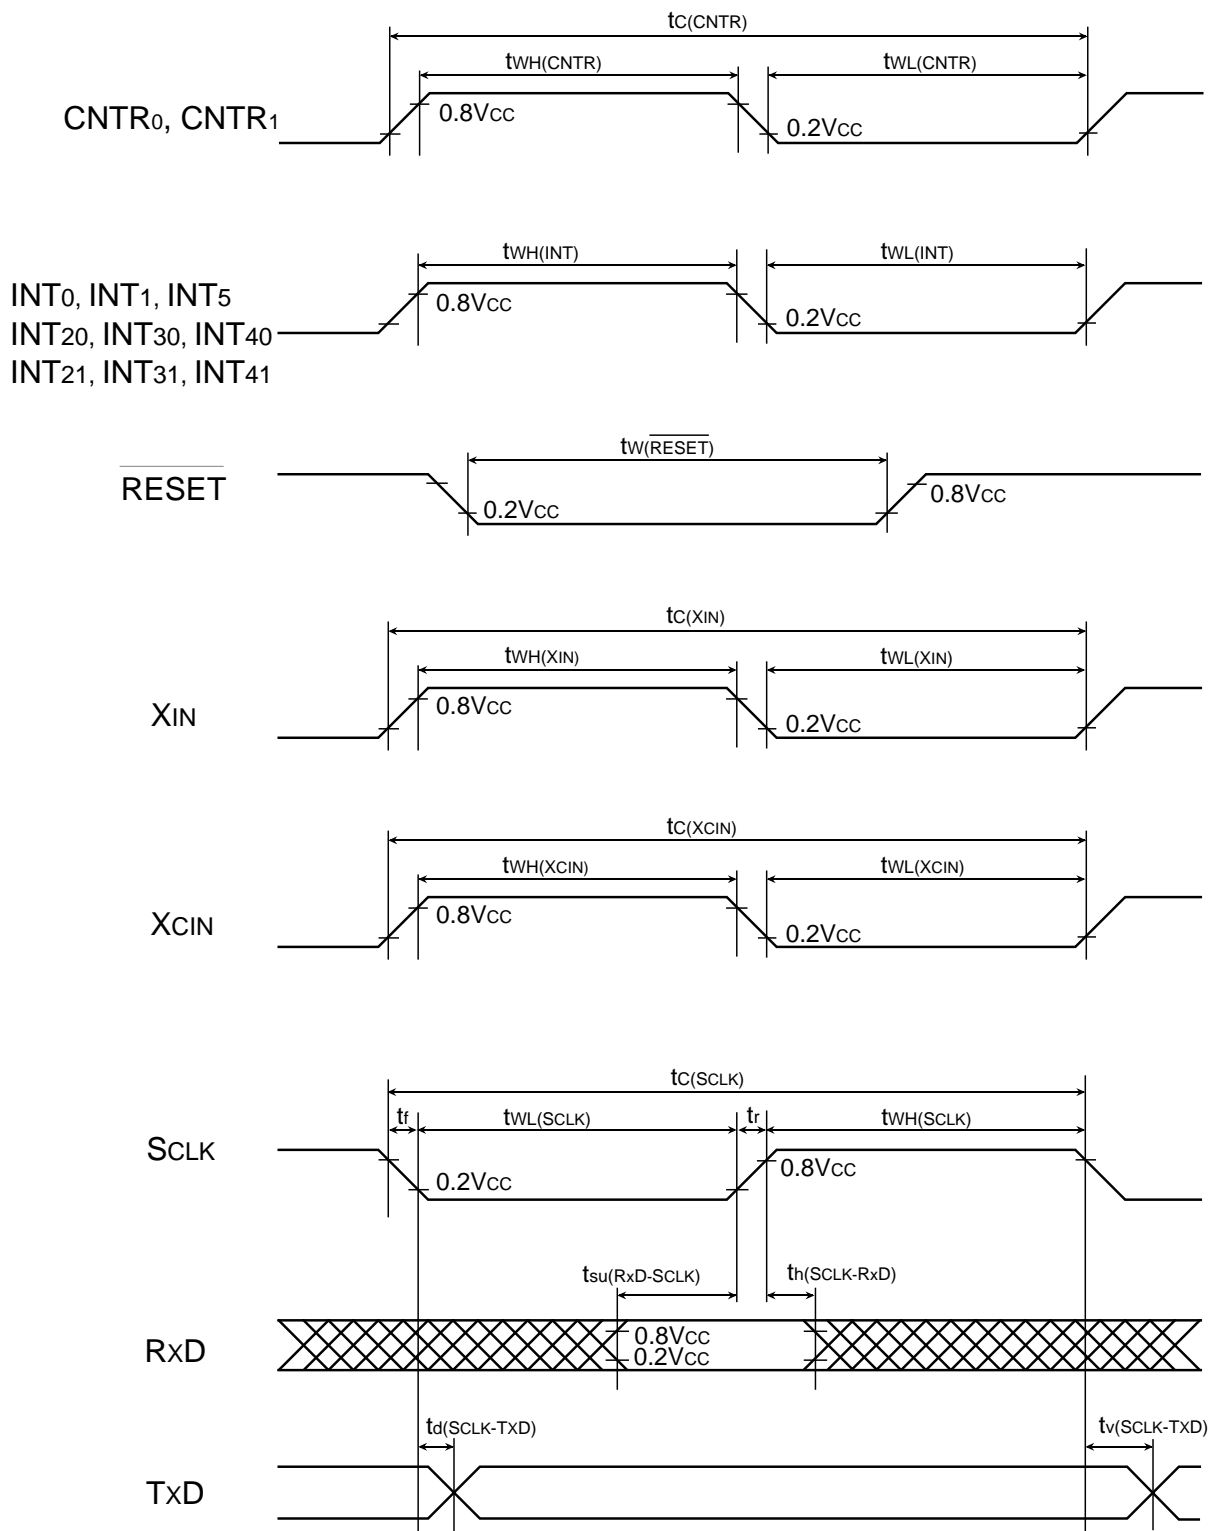 tC(CNTR)
tWH(CNTR) tWL(CNTR)
CNTR0, CNTR1
0.8VCC
0.2VCC
tWH(INT) tWL(INT)
INT0, INT1, INT5
INT20, INT30, INT40
INT21, INT31, INT41
0.8VCC
0.2VCC
tW(RESET)
RESET
0.2VCC
0.8VCC
tC(XIN)
tWH(XIN) tWL(XIN)
XIN
0.8VCC
0.2VCC
tC(XCIN)
tWH(XCIN) tWL(XCIN)
XCIN
0.8VCC
0.2VCC
tC(SCLK)
tf tWL(SCLK) tr tWH(SCLK)
SCLK
0.2VCC
0.8VCC
tsu(RxD-SCLK) th(SCLK-RxD)
RXD
0.8VCC
0.2VCC
td(SCLK-TXD) tv(SCLK-TXD)
TXD